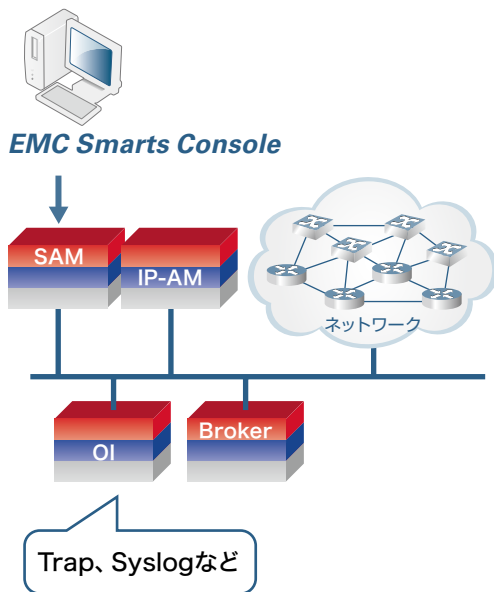 EMC Smarts Console
SAM
IP-AM
ネットワーク
OI
Broker
Trap、Syslogなど